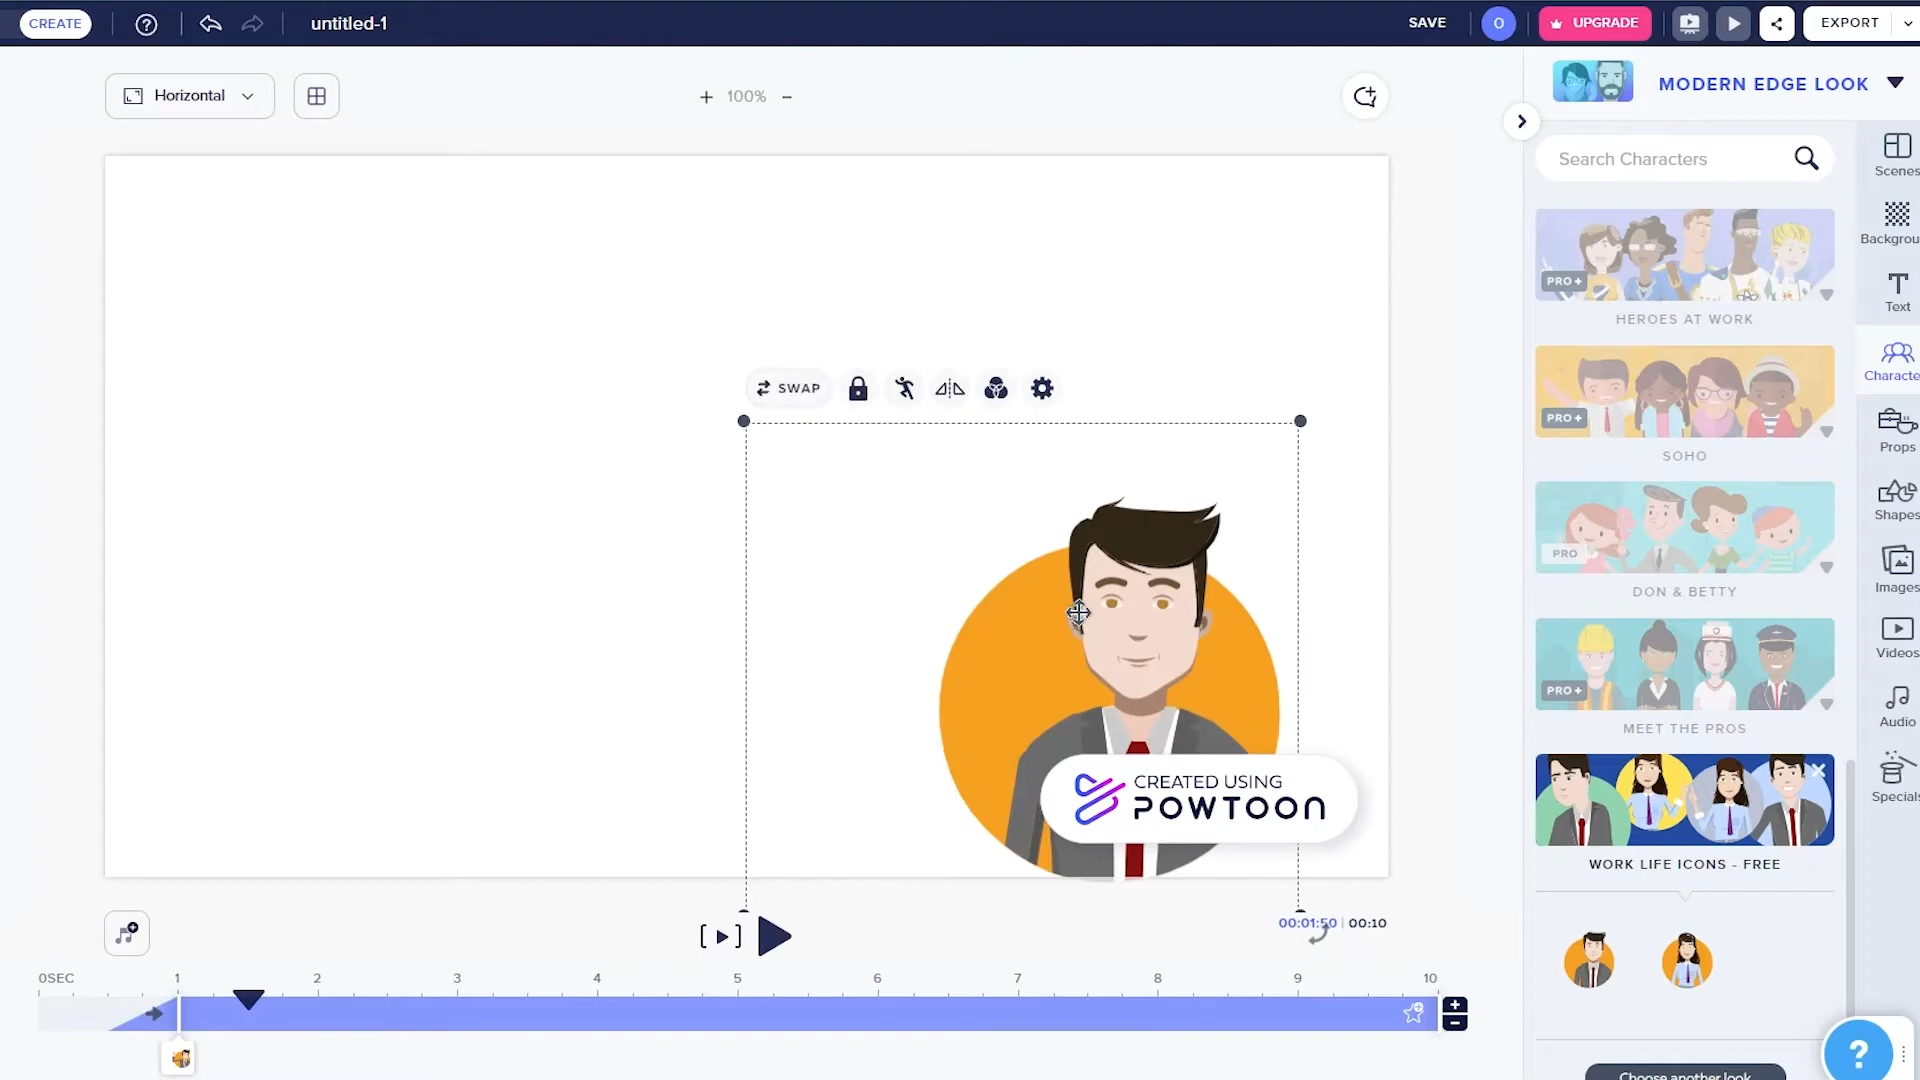 CREATE
untitled-1
SAVE
O
UPGRADE
EXPORT
Horizontal
100%
MODERN EDGE LOOK
Search Characters
Scenes
Backgrou
Text
Characte
Props
Shapes
Images
Videos
Audio
Specials
PRO+
HEROES AT WORK
PRO+
SOHO
PRO
DON & BETTY
PRO+
MEET THE PROS
WORK LIFE ICONS - FREE
Choose another look
SWAP
CREATED USING
POWTOON
00:01:50 | 00:10
0SEC 1 2 3 4 5 6 7 8 9 10